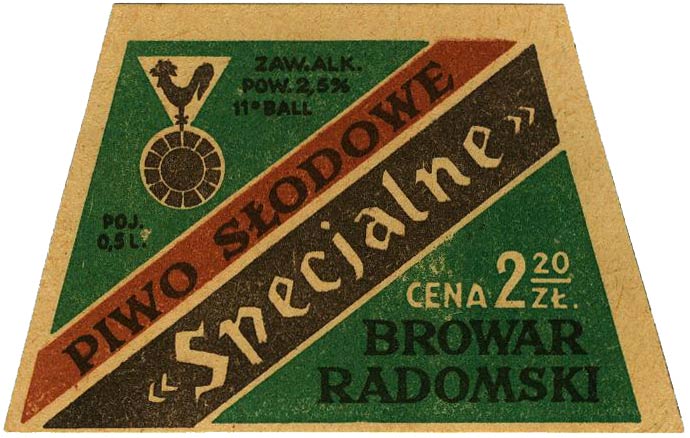 ZAW. ALK.
POW. 2,5%
11° BALL
POJ.
0,5 L.
PIWO SŁODOWE
«Specjalne»
CENA 2 20
ZŁ.
BROWAR
RADOMSKI